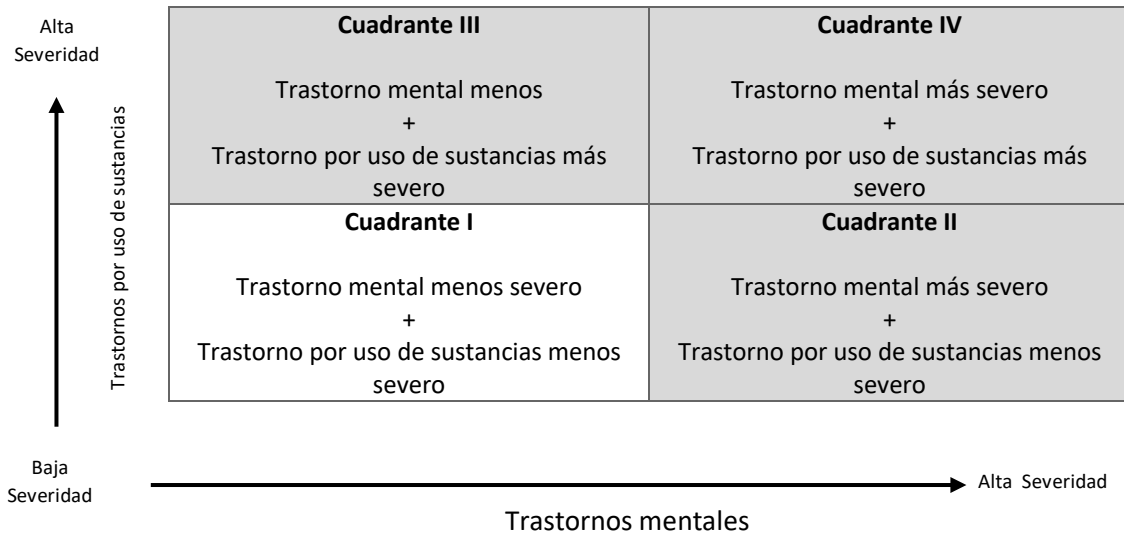 Alta
Severidad
Trastornos por uso de sustancias
Cuadrante III
Trastorno mental menos
+
Trastorno por uso de sustancias más
severo
Cuadrante IV
Trastorno mental más severo
+
Trastorno por uso de sustancias más
severo
Cuadrante I
Trastorno mental menos severo
+
Trastorno por uso de sustancias menos
severo
Cuadrante II
Trastorno mental más severo
+
Trastorno por uso de sustancias menos
severo
Baja
Severidad
Alta Severidad
Trastornos mentales